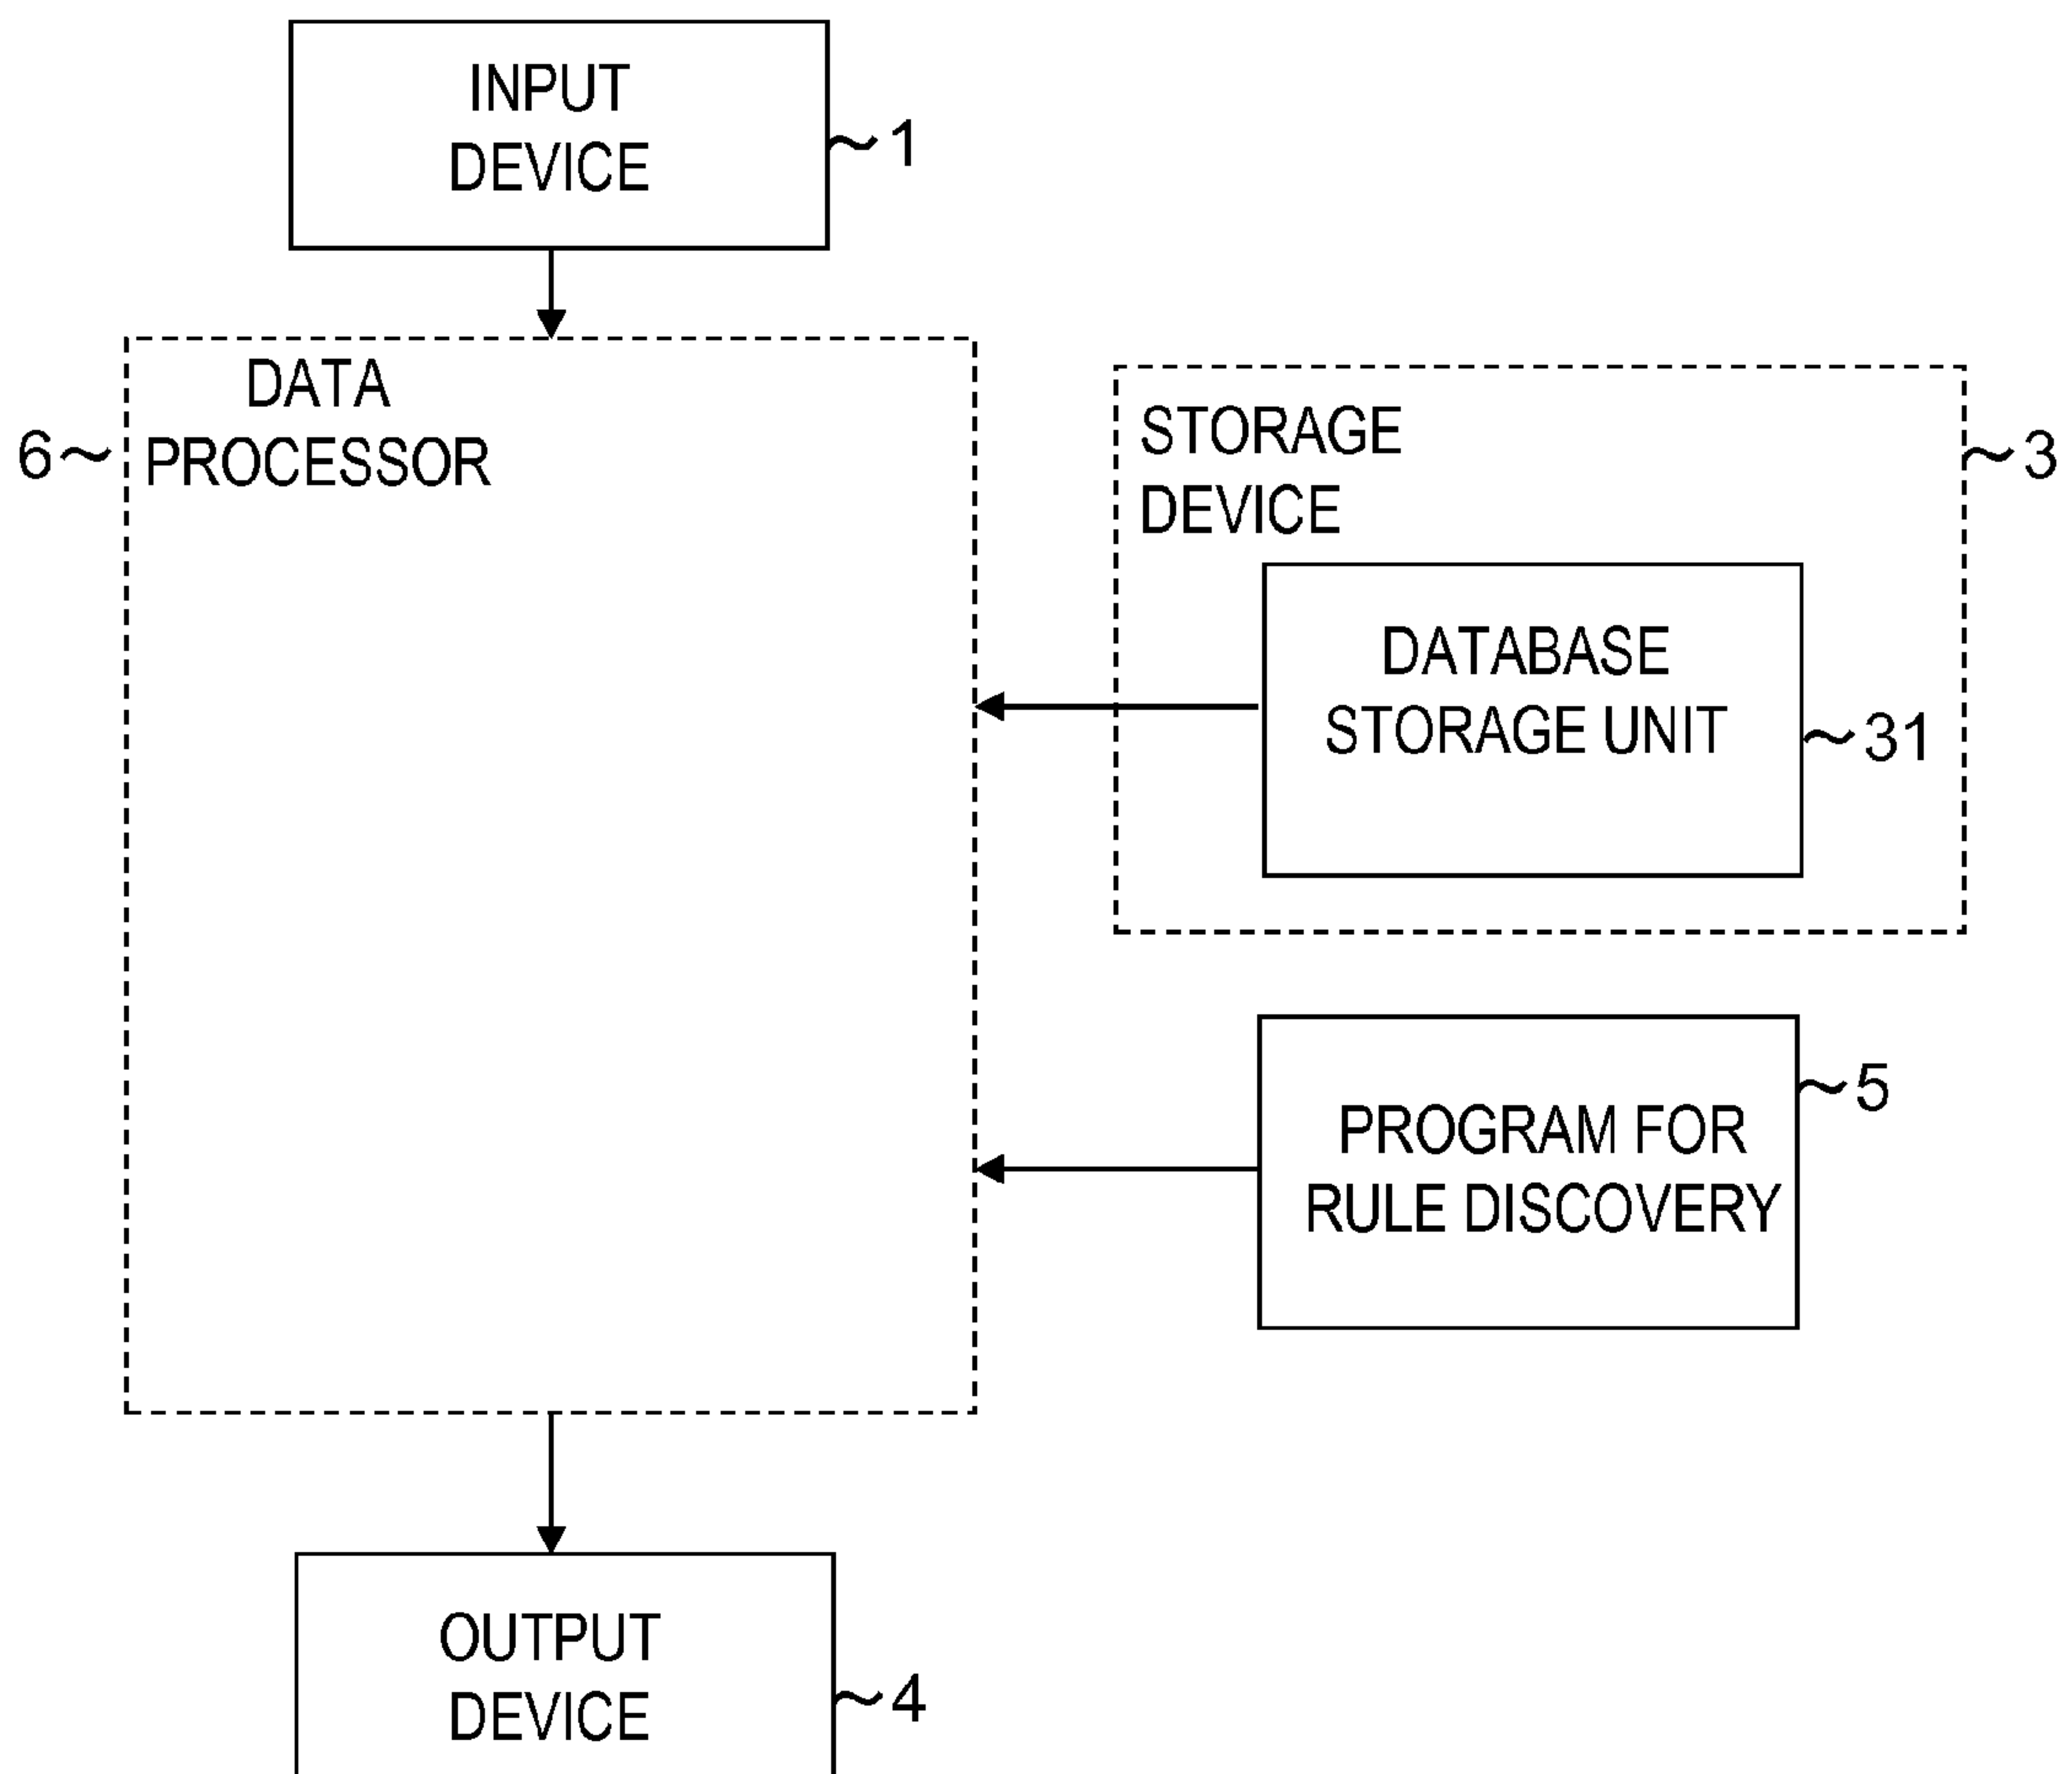 INPUT
DEVICE
~1
DATA
PROCESSOR
6~
STORAGE
DEVICE
~3
DATABASE
STORAGE UNIT
~31
PROGRAM FOR
RULE DISCOVERY
~5
OUTPUT
DEVICE
~4